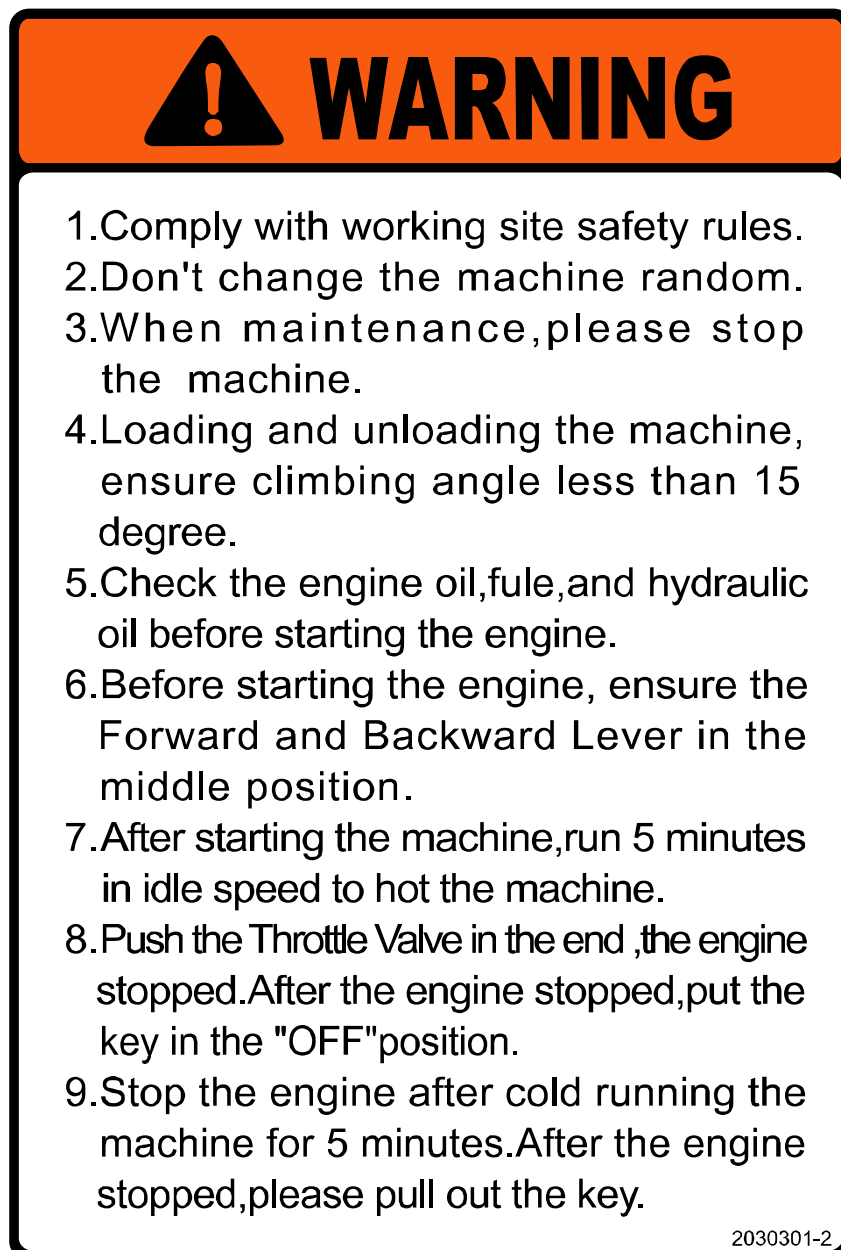 WARNING
1.Comply with working site safety rules.
2.Don't change the machine random.
3.When maintenance,please stop
the machine.
4.Loading and unloading the machine,
ensure climbing angle less than 15
degree.
5.Check the engine oil,fule,and hydraulic
oil before starting the engine.
6.Before starting the engine, ensure the
Forward and Backward Lever in the
middle position.
7.After starting the machine,run 5 minutes
in idle speed to hot the machine.
8.Push the Throttle Valve in the end ,the engine
stopped.After the engine stopped,put the
key in the "OFF"position.
9.Stop the engine after cold running the
machine for 5 minutes.After the engine
stopped,please pull out the key.
2030301-2